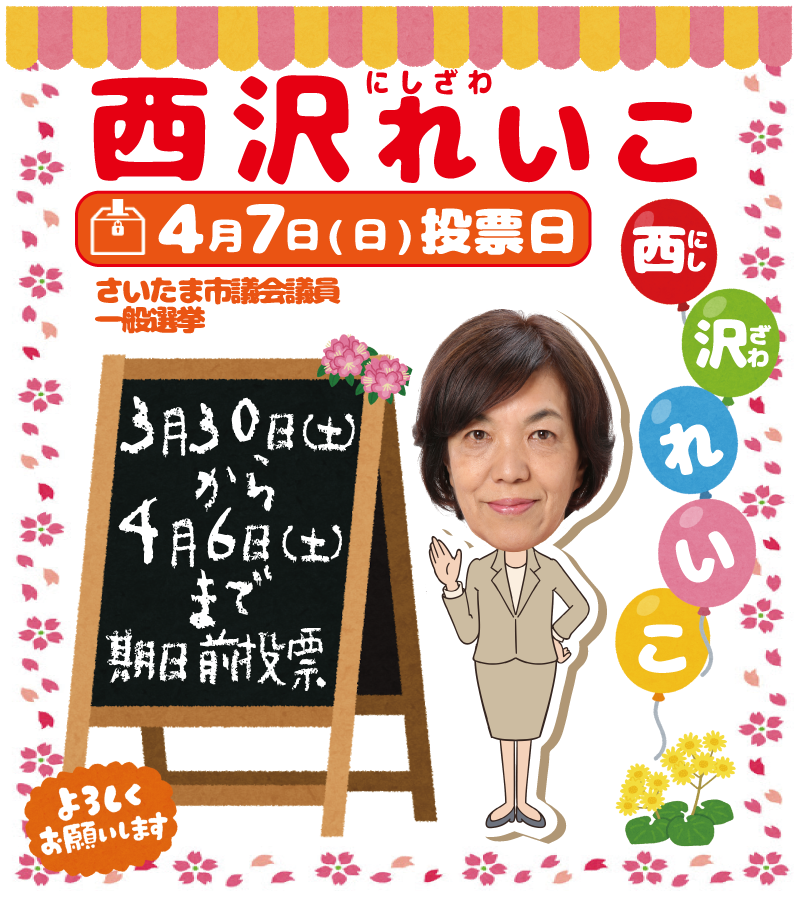 にしざわ
西沢れいこ
4月7日(日)投票日
さいたま市議会議員
一般選挙
西にし
沢ざわ
れ
い
こ
3月30日(土)
から
4月6日(土)
まで
期日前投票
よろしく
お願いします